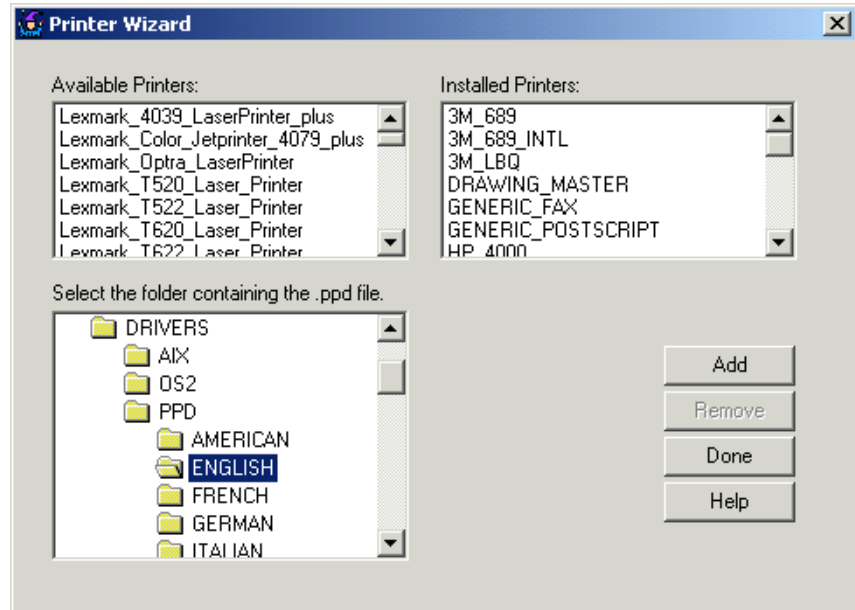 Printer Wizard
Available Printers:
Lexmark_4039_LaserPrinter_plus
Lexmark_Color_Jetprinter_4079_plus
Lexmark_Optra_LaserPrinter
Lexmark_T520_Laser_Printer
Lexmark_T522_Laser_Printer
Lexmark_T620_Laser_Printer
Lexmark_T622_Laser_Printer
Installed Printers:
3M_689
3M_689_INTL
3M_LBQ
DRAWING_MASTER
GENERIC_FAX
GENERIC_POSTSCRIPT
HP_4000
Select the folder containing the .ppd file.
DRIVERS
AIX
OS2
PPD
AMERICAN
ENGLISH
FRENCH
GERMAN
ITALIAN
Add
Remove
Done
Help